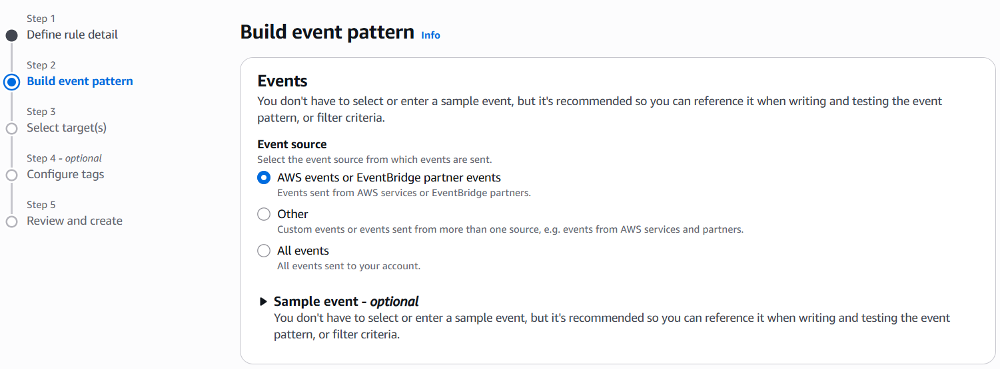 Step 1
Define rule detail
Step 2
Build event pattern
Step 3
Select target(s)
Step 4 - optional
Configure tags
Step 5
Review and create
Build event pattern Info
Events
You don't have to select or enter a sample event, but it's recommended so you can reference it when writing and testing the event
pattern, or filter criteria.
Event source
Select the event source from which events are sent.
AWS events or EventBridge partner events
Events sent from AWS services or EventBridge partners.
Other
Custom events or events sent from more than one source, e.g. events from AWS services and partners.
All events
All events sent to your account.
Sample event - optional
You don't have to select or enter a sample event, but it's recommended so you can reference it when writing and testing the event
pattern, or filter criteria.